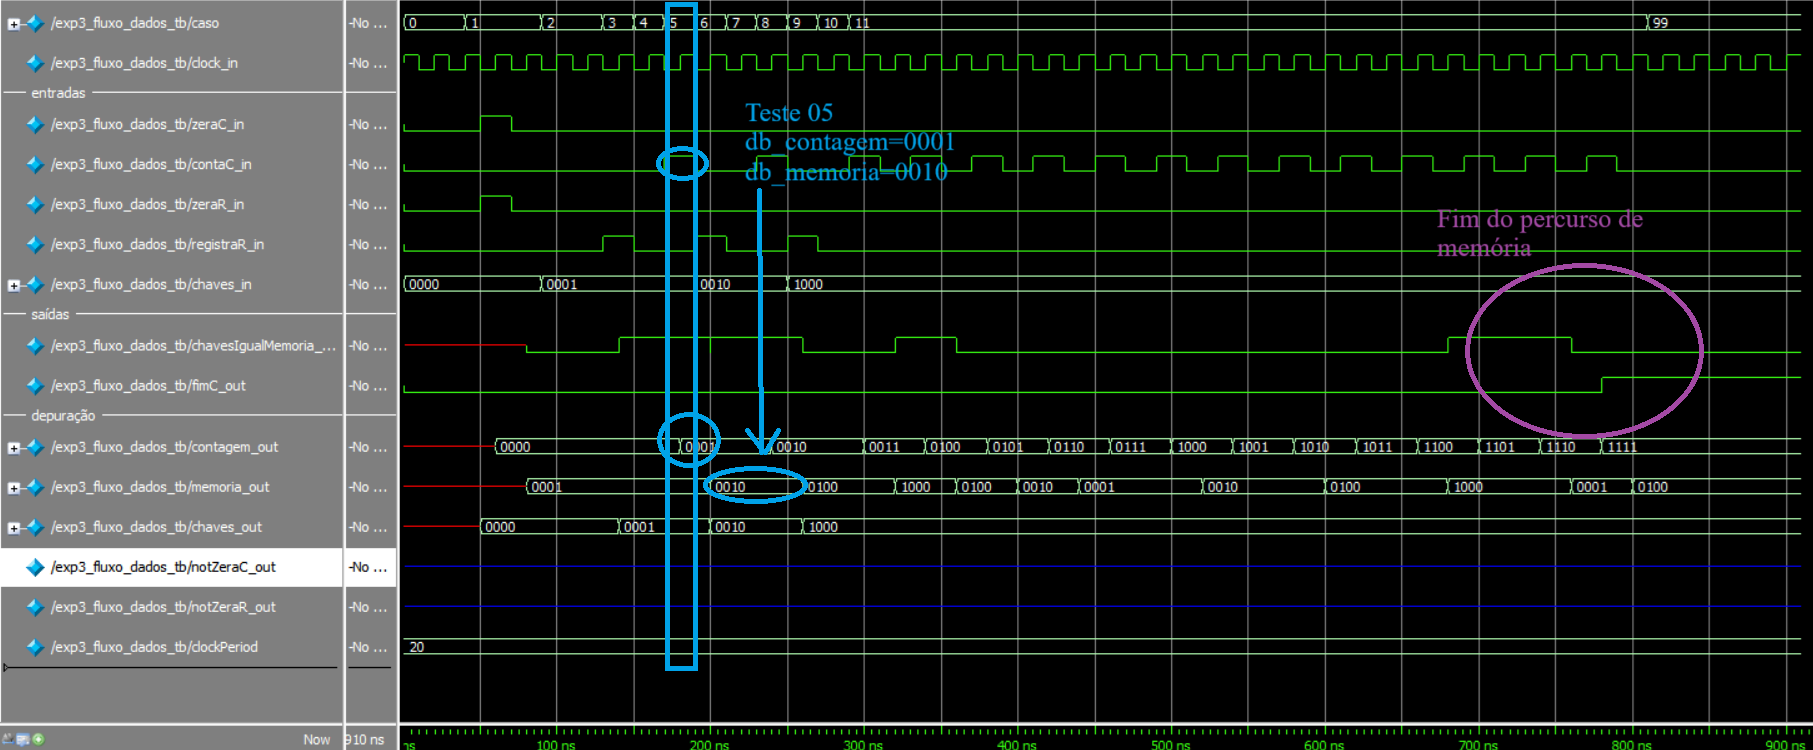 /exp3_fluxo_dados_tb/caso -No ... 0 1 2 3 4 5 6 7 8 9 10 11 99
/exp3_fluxo_dados_tb/clock_in -No ...
entradas
/exp3_fluxo_dados_tb/zeraC_in -No ...
/exp3_fluxo_dados_tb/contaC_in -No ...
/exp3_fluxo_dados_tb/zeraR_in -No ...
/exp3_fluxo_dados_tb/registraR_in -No ...
/exp3_fluxo_dados_tb/chaves_in -No ... 0000 0001 0010 1000
saídas
/exp3_fluxo_dados_tb/chavesIgualMemoria_... -No ...
/exp3_fluxo_dados_tb/fimC_out -No ...
depuração
/exp3_fluxo_dados_tb/contagem_out -No ... 0000 0001 0010 0011 0100 0101 0110 0111 1000 1001 1010 1011 1100 1101 1110 1111
/exp3_fluxo_dados_tb/memoria_out -No ... 0001 0010 0100 1000 0100 0010 0001 0010 0100 1000 0001 0100
/exp3_fluxo_dados_tb/chaves_out -No ... 0000 0001 0010 1000
/exp3_fluxo_dados_tb/notZeraC_out -No ...
/exp3_fluxo_dados_tb/notZeraR_out -No ...
/exp3_fluxo_dados_tb/clockPeriod -No ... 20
Teste 05
db_contagem=0001
db_memoria=0010
Fim do percurso de
memória
Now 910 ns ns 100 ns 200 ns 300 ns 400 ns 500 ns 600 ns 700 ns 800 ns 900 ns